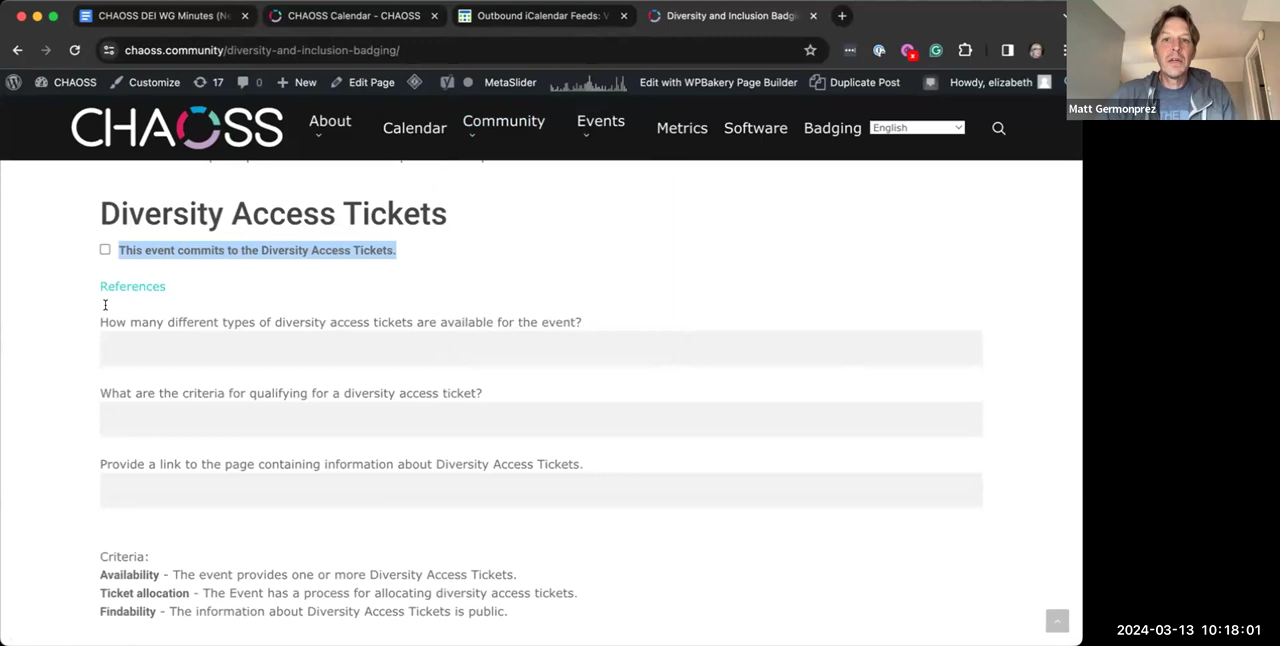 CHAOSS DEI WG Minutes (Ne
CHAOSS Calendar - CHAOSS
Outbound iCalendar Feeds: V
Diversity and Inclusion Badgin
chaoss.community/diversity-and-inclusion-badging/
CHAOSS
Customize
17
0
New
Edit Page
MetaSlider
Edit with WPBakery Page Builder
Duplicate Post
Howdy, elizabeth
Matt Germonprez
CHAOSS
About
Calendar
Community
Events
Metrics
Software
Badging
English
Diversity Access Tickets
This event commits to the Diversity Access Tickets.
References
How many different types of diversity access tickets are available for the event?
What are the criteria for qualifying for a diversity access ticket?
Provide a link to the page containing information about Diversity Access Tickets.
Criteria:
Availability - The event provides one or more Diversity Access Tickets.
Ticket allocation - The Event has a process for allocating diversity access tickets.
Findability - The information about Diversity Access Tickets is public.
2024-03-13 10:18:01